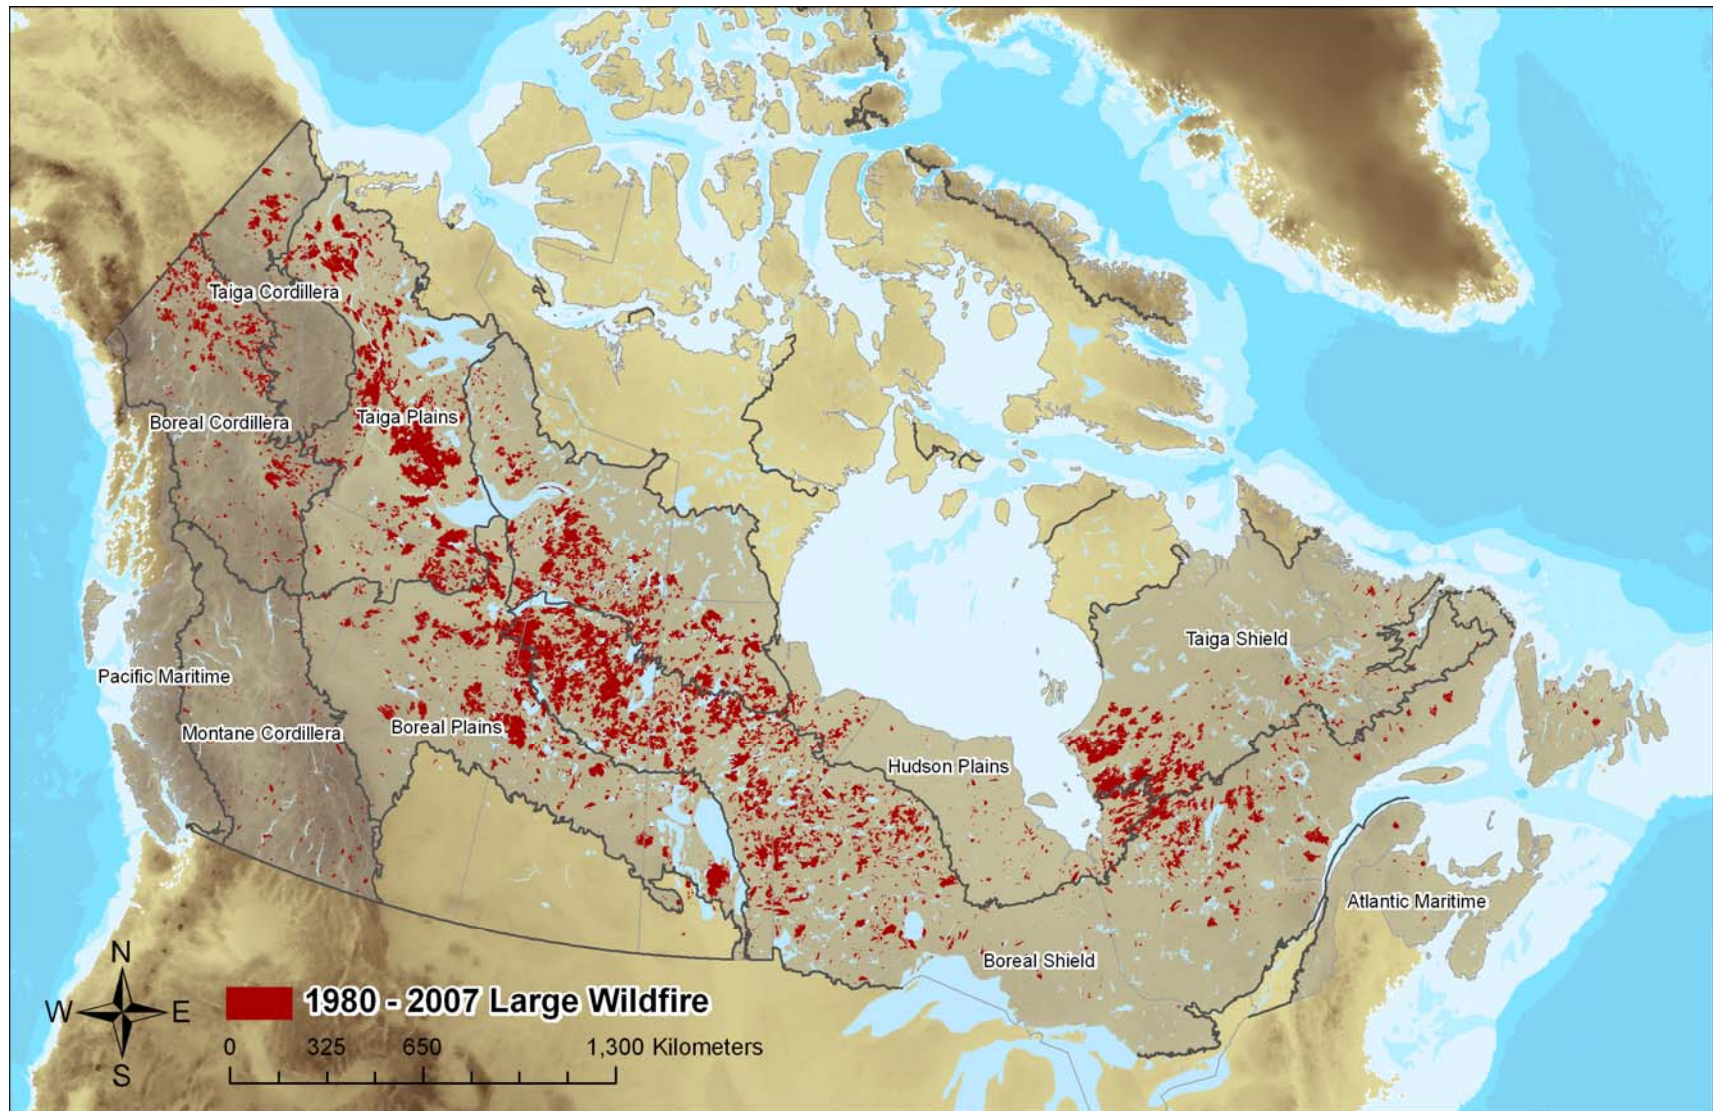 Taiga Cordillera
Boreal Cordillera
Taiga Plains
Taiga Shield
Pacific Maritime
Montane Cordillera
Boreal Plains
Hudson Plains
Atlantic Maritime
Boreal Shield
N
W E
S
1980 - 2007 Large Wildfire
0 325 650 1,300 Kilometers